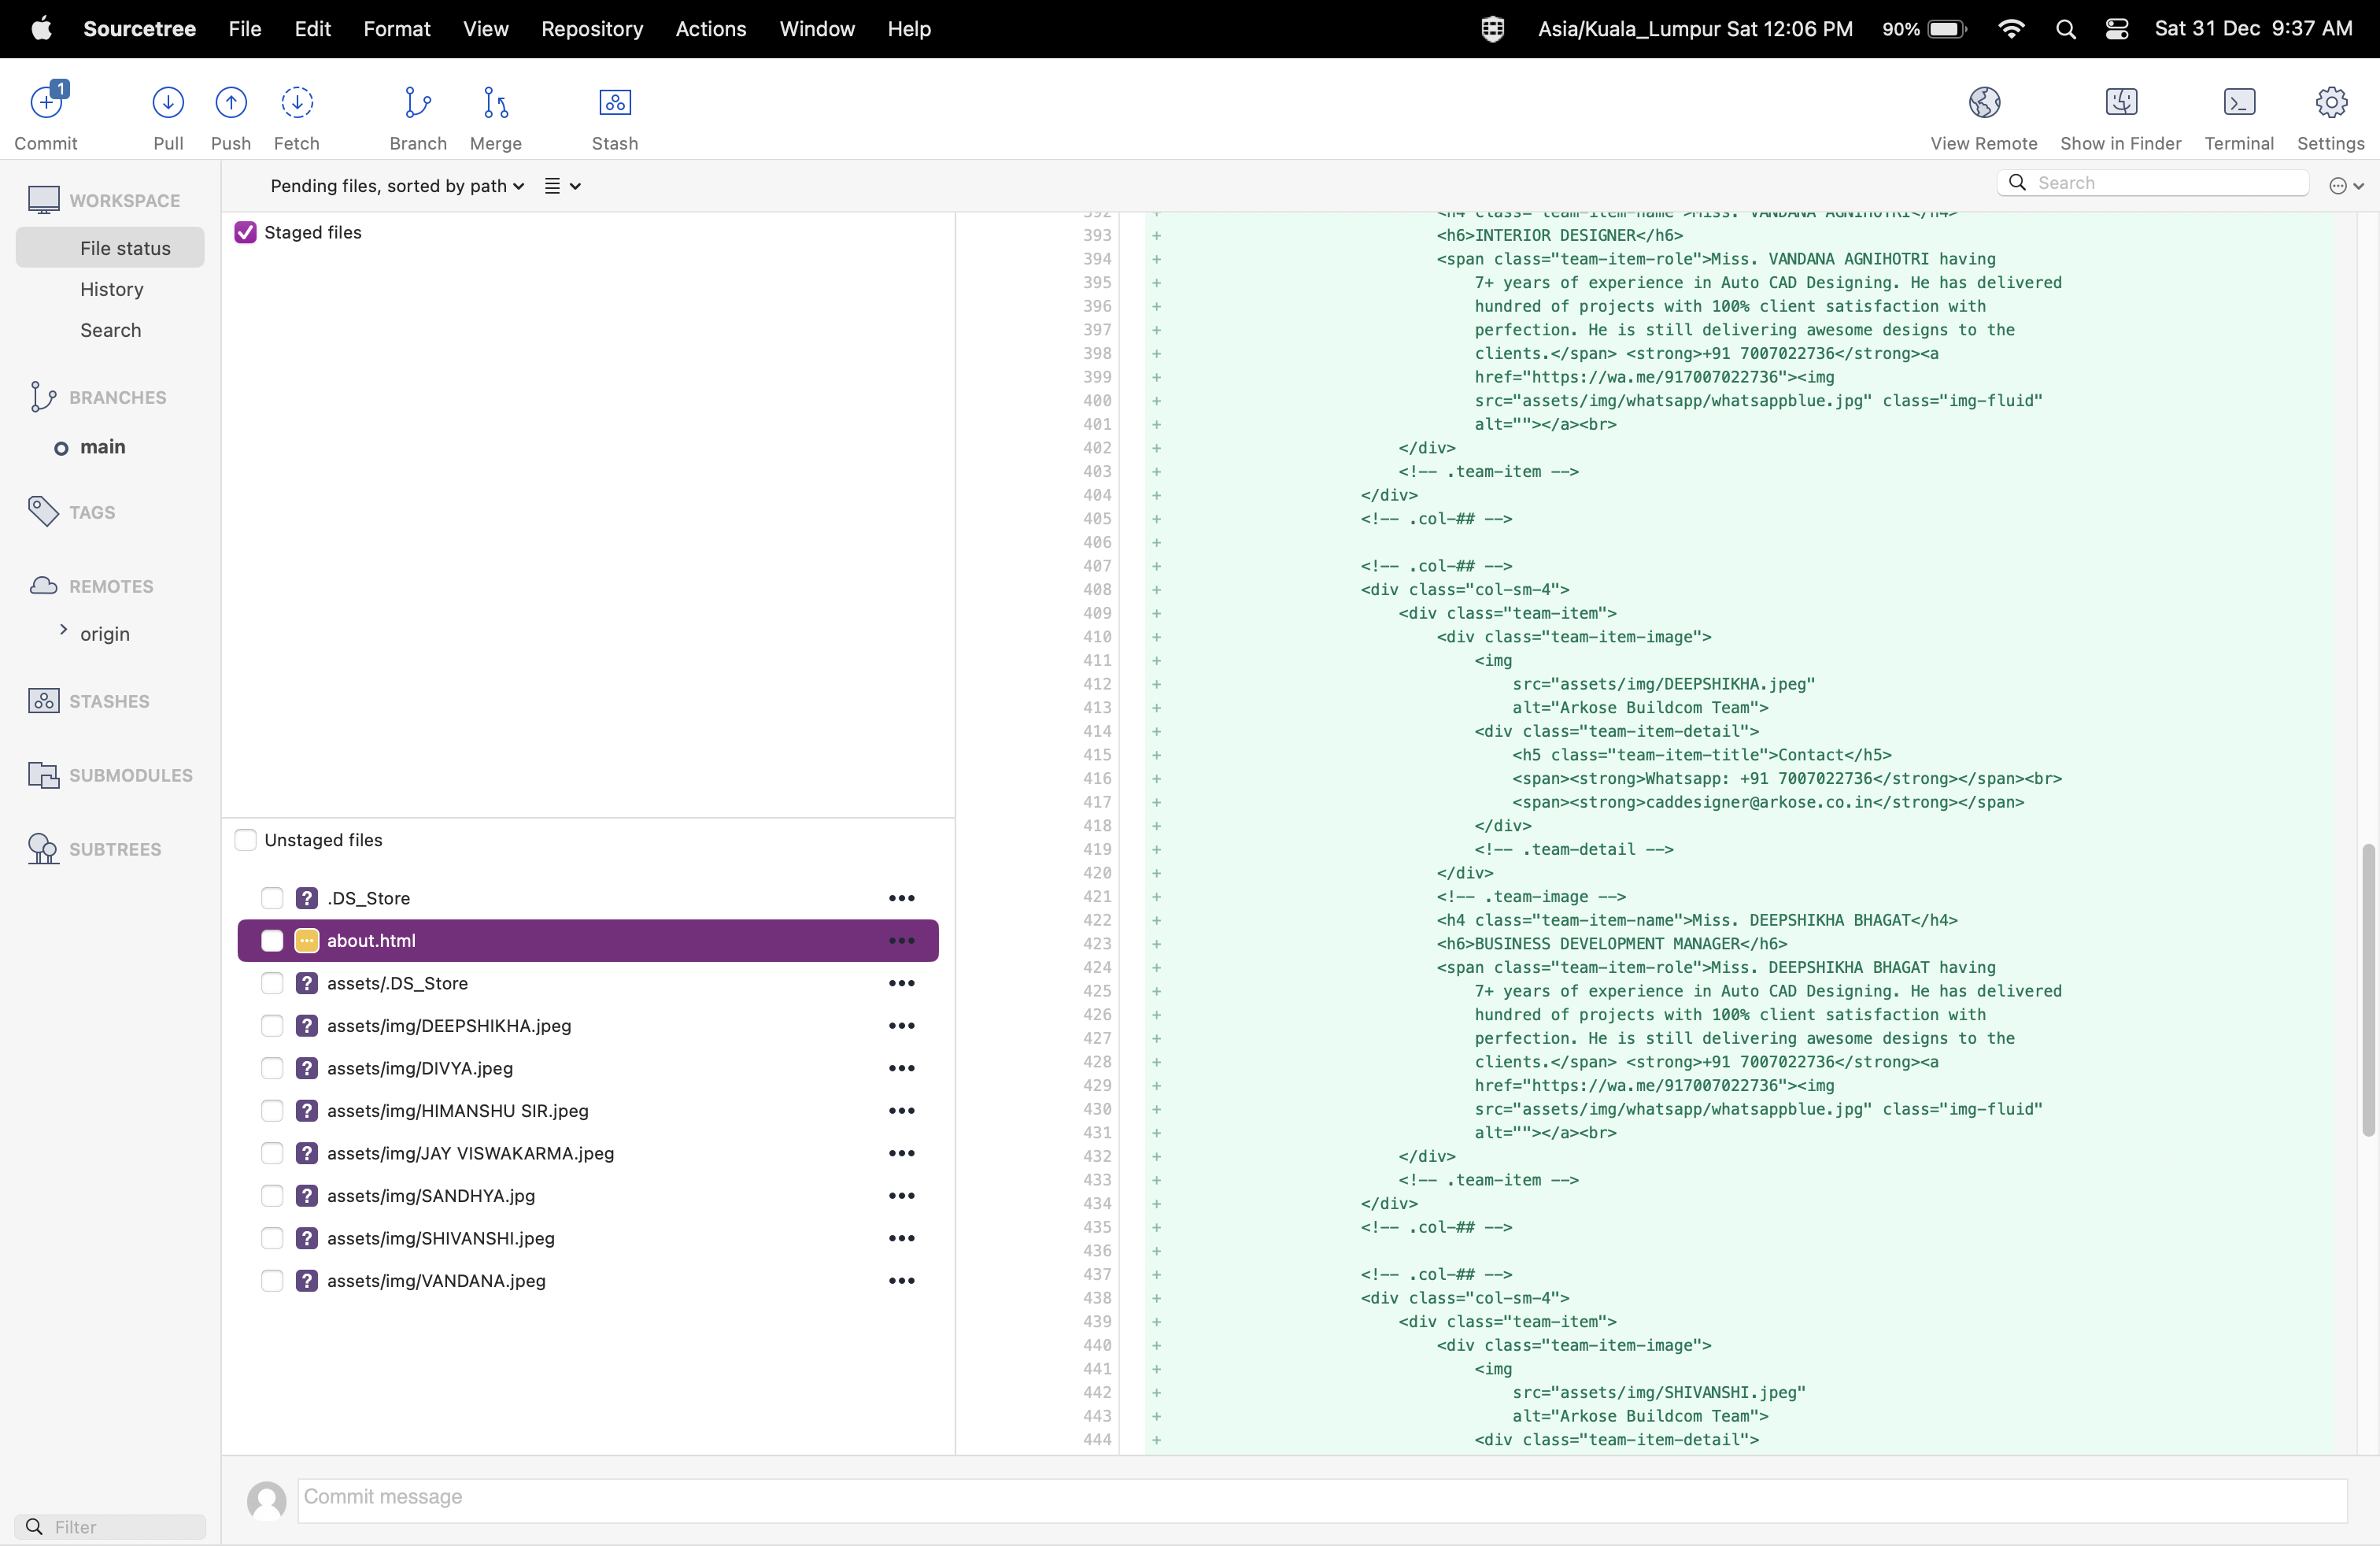 Sourcetree File Edit Format View Repository Actions Window Help Asia/Kuala_Lumpur Sat 12:06 PM 90% Sat 31 Dec 9:37 AM
1
Commit Pull Push Fetch Branch Merge Stash View Remote Show in Finder Terminal Settings
WORKSPACE
File status
History
Search
BRANCHES
main
TAGS
REMOTES
origin
STASHES
SUBMODULES
SUBTREES
Filter
Pending files, sorted by path
Search
Staged files
Unstaged files
.DS_Store
about.html
assets/.DS_Store
assets/img/DEEPSHIKHA.jpeg
assets/img/DIVYA.jpeg
assets/img/HIMANSHU SIR.jpeg
assets/img/JAY VISWAKARMA.jpeg
assets/img/SANDHYA.jpg
assets/img/SHIVANSHI.jpeg
assets/img/VANDANA.jpeg
392 + <h4 class="team-item-name">Miss. VANDANA AGNIHOTRI</h4>
393 + <h6>INTERIOR DESIGNER</h6>
394 + <span class="team-item-role">Miss. VANDANA AGNIHOTRI having
395 + 7+ years of experience in Auto CAD Designing. He has delivered
396 + hundred of projects with 100% client satisfaction with
397 + perfection. He is still delivering awesome designs to the
398 + clients.</span> <strong>+91 7007022736</strong><a
399 + href="https://wa.me/917007022736"><img
400 + src="assets/img/whatsapp/whatsappblue.jpg" class="img-fluid"
401 + alt=""></a><br>
402 + </div>
403 + <!-- .team-item -->
404 + </div>
405 + <!-- .col-## -->
406 +
407 + <!-- .col-## -->
408 + <div class="col-sm-4">
409 + <div class="team-item">
410 + <div class="team-item-image">
411 + <img
412 + src="assets/img/DEEPSHIKHA.jpeg"
413 + alt="Arkose Buildcom Team">
414 + <div class="team-item-detail">
415 + <h5 class="team-item-title">Contact</h5>
416 + <span><strong>Whatsapp: +91 7007022736</strong></span><br>
417 + <span><strong>caddesigner@arkose.co.in</strong></span>
418 + </div>
419 + <!-- .team-detail -->
420 + </div>
421 + <!-- .team-image -->
422 + <h4 class="team-item-name">Miss. DEEPSHIKHA BHAGAT</h4>
423 + <h6>BUSINESS DEVELOPMENT MANAGER</h6>
424 + <span class="team-item-role">Miss. DEEPSHIKHA BHAGAT having
425 + 7+ years of experience in Auto CAD Designing. He has delivered
426 + hundred of projects with 100% client satisfaction with
427 + perfection. He is still delivering awesome designs to the
428 + clients.</span> <strong>+91 7007022736</strong><a
429 + href="https://wa.me/917007022736"><img
430 + src="assets/img/whatsapp/whatsappblue.jpg" class="img-fluid"
431 + alt=""></a><br>
432 + </div>
433 + <!-- .team-item -->
434 + </div>
435 + <!-- .col-## -->
436 +
437 + <!-- .col-## -->
438 + <div class="col-sm-4">
439 + <div class="team-item">
440 + <div class="team-item-image">
441 + <img
442 + src="assets/img/SHIVANSHI.jpeg"
443 + alt="Arkose Buildcom Team">
444 + <div class="team-item-detail">
Commit message